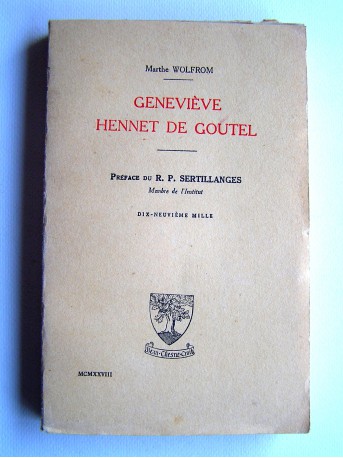 Marthe WOLFROM
GENEVIÈVE
HENNET DE GOUTEL
PRÉFACE DU R. P. SERTILLANGES
Membre de l'Institut
DIX-NEUVIÈME MILLE
MCMXXVIII